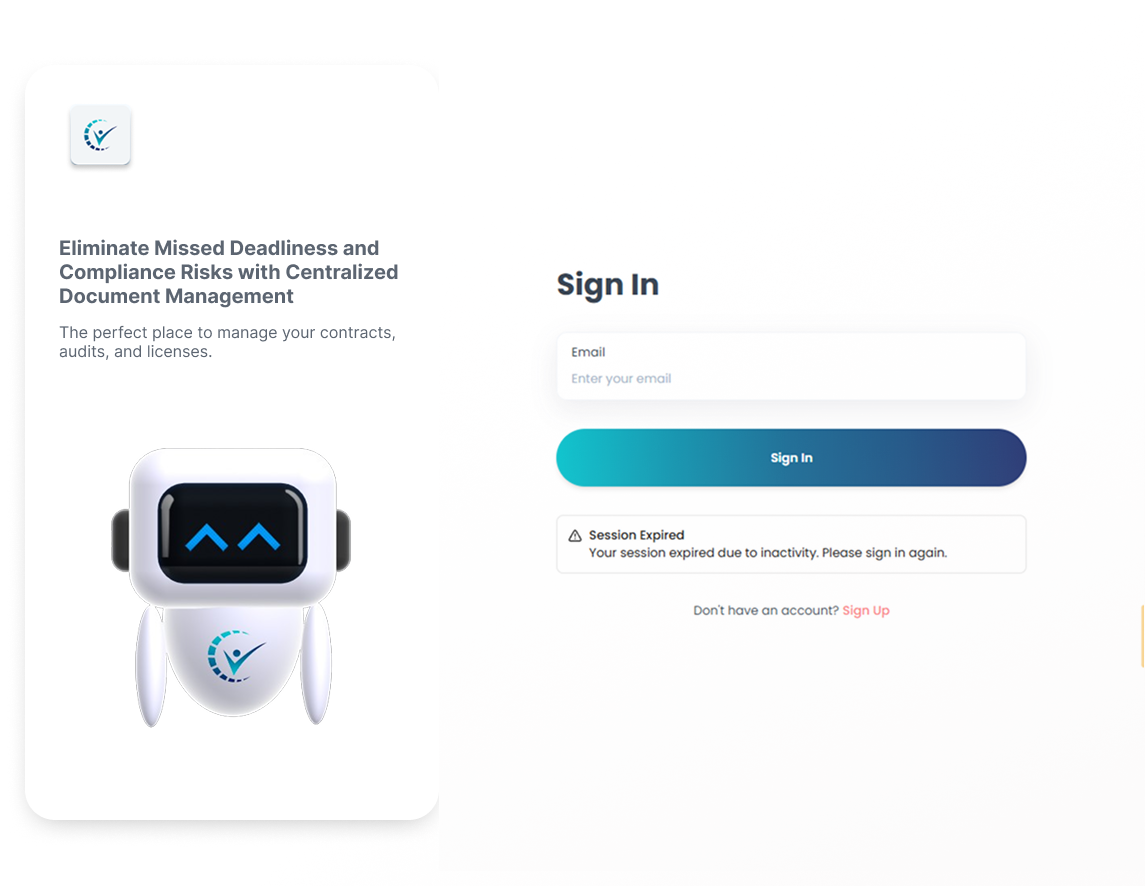 Eliminate Missed Deadliness and
Compliance Risks with Centralized
Document Management
The perfect place to manage your contracts,
audits, and licenses.
Sign In
Email
Enter your email
Sign In
Session Expired
Your session expired due to inactivity. Please sign in again.
Don't have an account? Sign Up